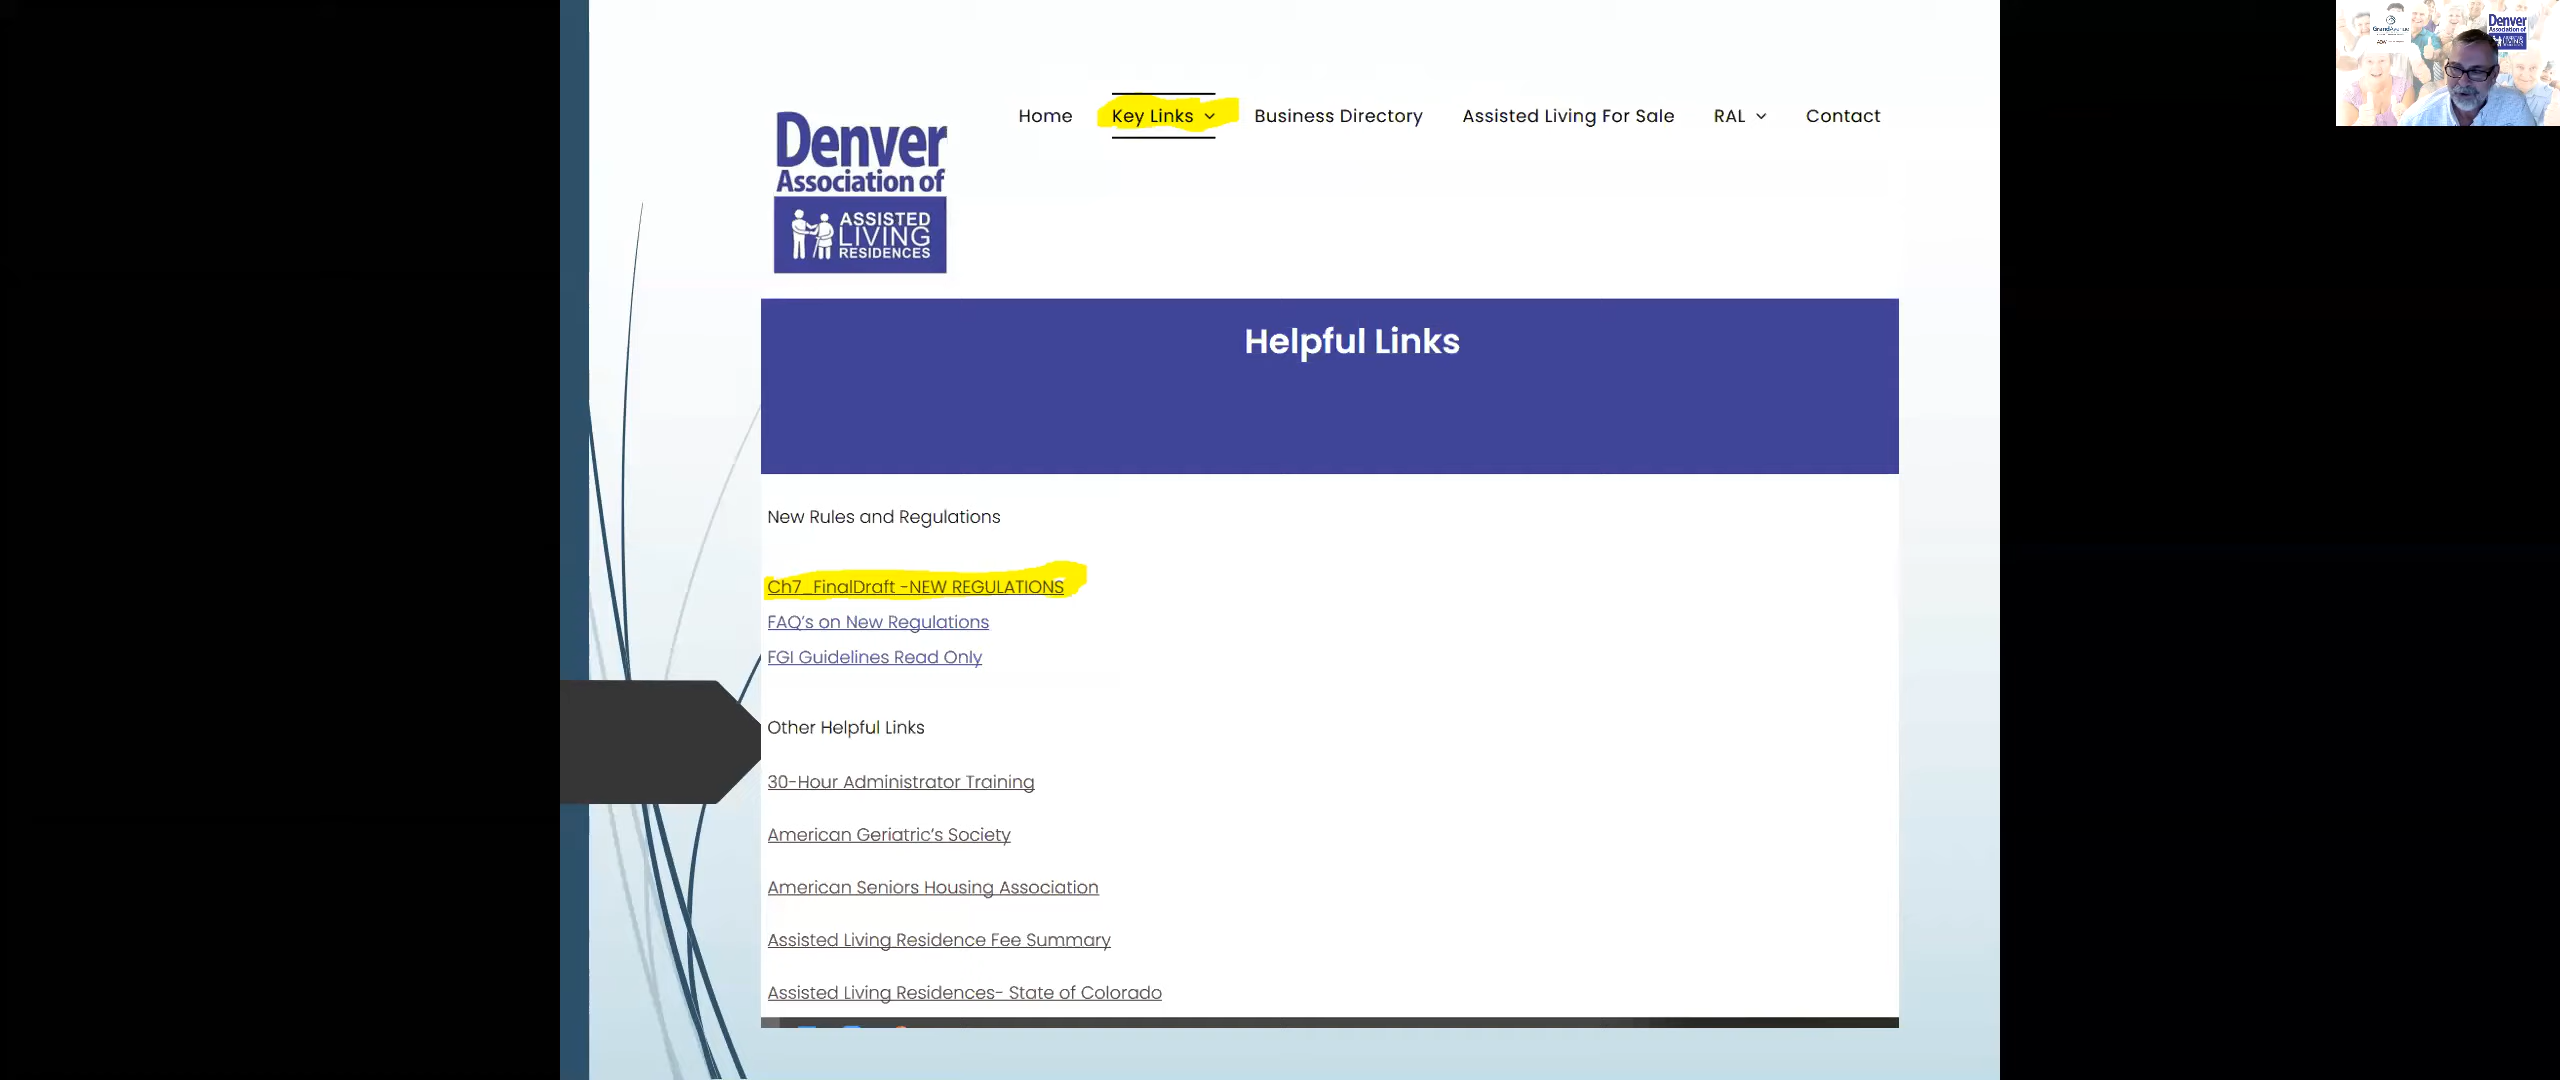 Home
Key Links
Business Directory
Assisted Living For Sale
RAL
Contact
Denver
Association of
ASSISTED
LIVING
RESIDENCES
Helpful Links
New Rules and Regulations
Ch7_FinalDraft -NEW REGULATIONS
FAQ's on New Regulations
FGI Guidelines Read Only
Other Helpful Links
30-Hour Administrator Training
American Geriatric's Society
American Seniors Housing Association
Assisted Living Residence Fee Summary
Assisted Living Residences- State of Colorado
Denver
Association of